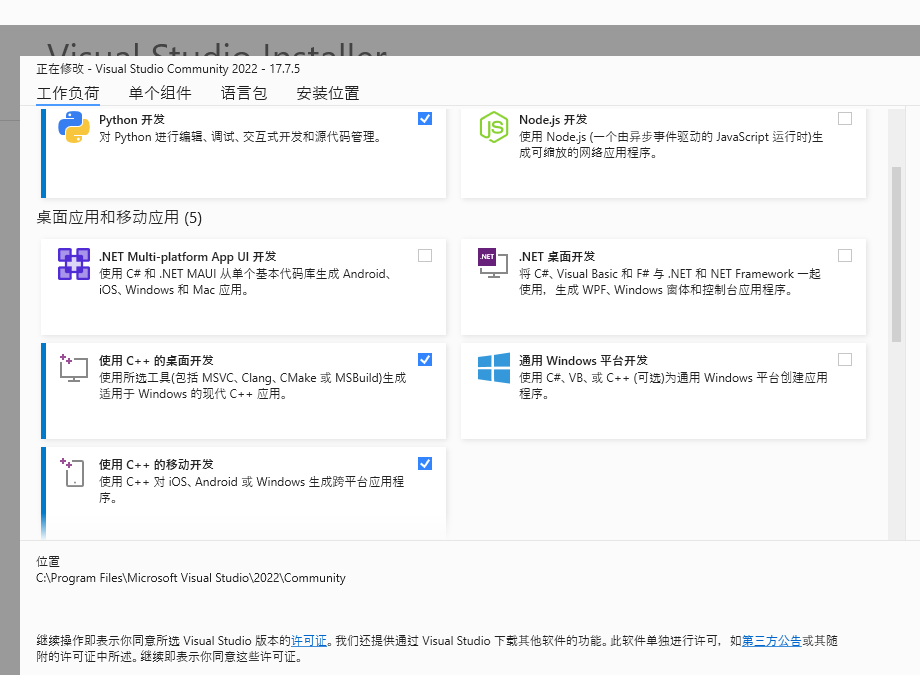 Visual Studio Installer
正在修改 - Visual Studio Community 2022 - 17.7.5
工作负荷 单个组件 语言包 安装位置
Python 开发
对 Python 进行编辑、调试、交互式开发和源代码管理。
Node.js 开发
使用 Node.js (一个由异步事件驱动的 JavaScript 运行时)生
成可缩放的网络应用程序。
桌面应用和移动应用 (5)
.NET Multi-platform App UI 开发
使用 C# 和 .NET MAUI 从单个基本代码库生成 Android、
iOS、Windows 和 Mac 应用。
.NET
.NET 桌面开发
将 C#、Visual Basic 和 F# 与 .NET 和 NET Framework 一起
使用，生成 WPF、Windows 窗体和控制台应用程序。
使用 C++ 的桌面开发
使用所选工具(包括 MSVC、Clang、CMake 或 MSBuild)生成
适用于 Windows 的现代 C++ 应用。
通用 Windows 平台开发
使用 C#、VB、或 C++ (可选)为通用 Windows 平台创建应用
程序。
使用 C++ 的移动开发
使用 C++ 对 iOS、Android 或 Windows 生成跨平台应用程
序。
位置
C:\Program Files\Microsoft Visual Studio\2022\Community
继续操作即表示你同意所选 Visual Studio 版本的许可证。我们还提供通过 Visual Studio 下载其他软件的功能。此软件单独进行许可，如第三方公告或其随
附的许可证中所述。继续即表示你同意这些许可证。